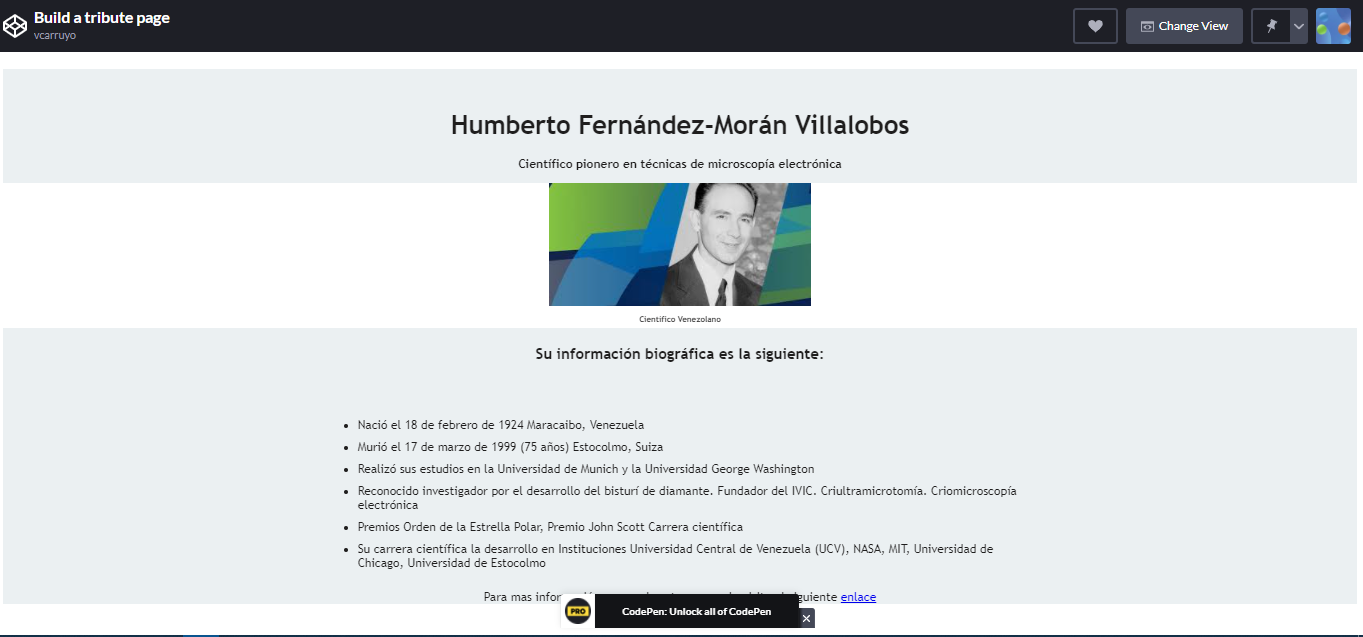 Build a tribute page
vcarruyo
Change View
Humberto Fernández-Morán Villalobos
Científico pionero en técnicas de microscopía electrónica
Científico Venezolano
Su información biográfica es la siguiente:
Nació el 18 de febrero de 1924 Maracaibo, Venezuela
Murió el 17 de marzo de 1999 (75 años) Estocolmo, Suiza
Realizó sus estudios en la Universidad de Munich y la Universidad George Washington
Reconocido investigador por el desarrollo del bisturí de diamante. Fundador del IVIC. Criultramicrotomía. Criomicroscopía
electrónica
Premios Orden de la Estrella Polar, Premio John Scott Carrera científica
Su carrera científica la desarrollo en Instituciones Universidad Central de Venezuela (UCV), NASA, MIT, Universidad de
Chicago, Universidad de Estocolmo
Para mas enlace
PRO CodePen: Unlock all of CodePen